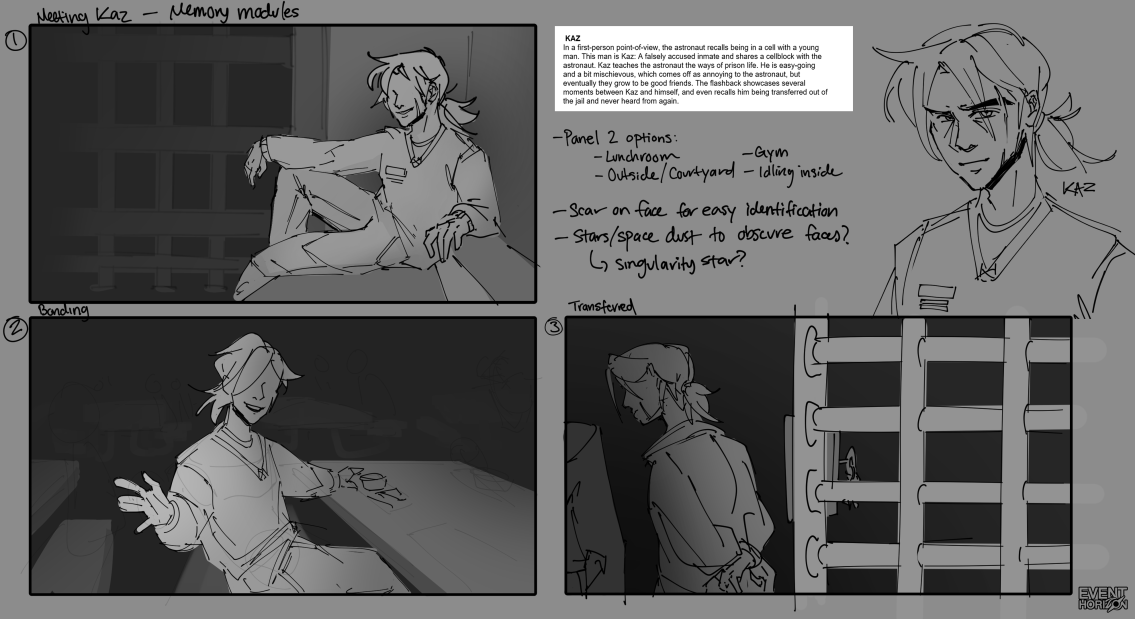 Meeting Kaz — Memory modules
1
KAZ
In a first-person point-of-view, the astronaut recalls being in a cell with a young
man. This man is Kaz: A falsely accused inmate and shares a cellblock with the
astronaut. Kaz teaches the astronaut the ways of prison life. He is easy-going
and a bit mischievous, which comes off as annoying to the astronaut, but
eventually they grow to be good friends. The flashback showcases several
moments between Kaz and himself, and even recalls him being transferred out of
the jail and never heard from again.
- Panel 2 options:
- Lunchroom - Gym
- Outside/Courtyard - Idling inside
- Scar on face for easy identification
- Stars/space dust to obscure faces?
↳ singularity star?
KAZ
Bonding
2
Transferred
3
EVENT
HORIZON